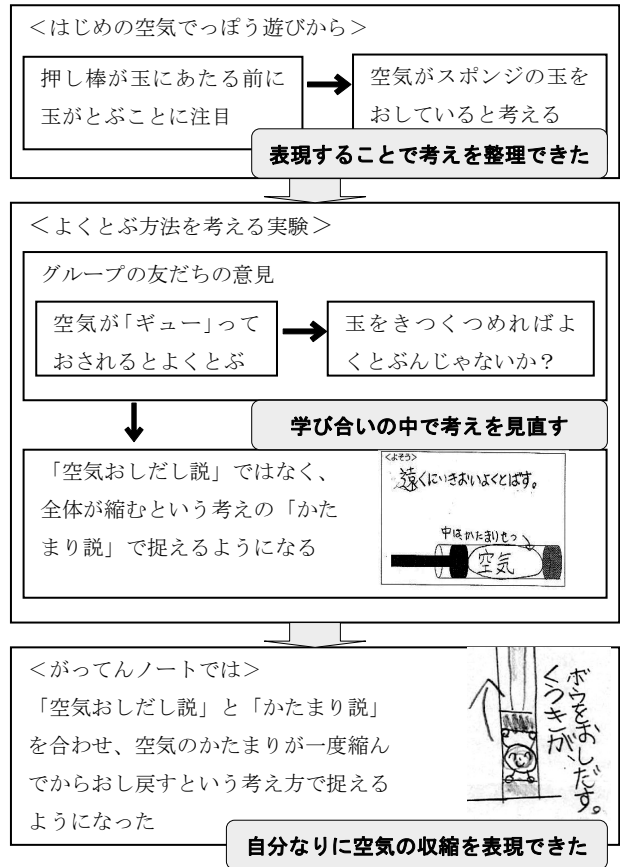 ＜はじめの空気でっぽう遊びから＞
押し棒が玉にあたる前に
玉がとぶことに注目
空気がスポンジの玉を
おしていると考える
表現することで考えを整理できた
＜よくとぶ方法を考える実験＞
グループの友だちの意見
空気が「ギュー」って
おされるとよくとぶ
玉をきつくつめればよ
くとぶんじゃないか？
学び合いの中で考えを見直す
「空気おしだし説」ではなく、
全体が縮むという考えの「かた
まり説」で捉えるようになる
<よそう>
遠くにいきおいよくとばす。
中はかたまりせつ
空気
＜がってんノートでは＞
「空気おしだし説」と「かたまり説」
を合わせ、空気のかたまりが一度縮ん
でからおし戻すという考え方で捉える
ようになった
ボウをおしだす。
くうきが、
自分なりに空気の収縮を表現できた